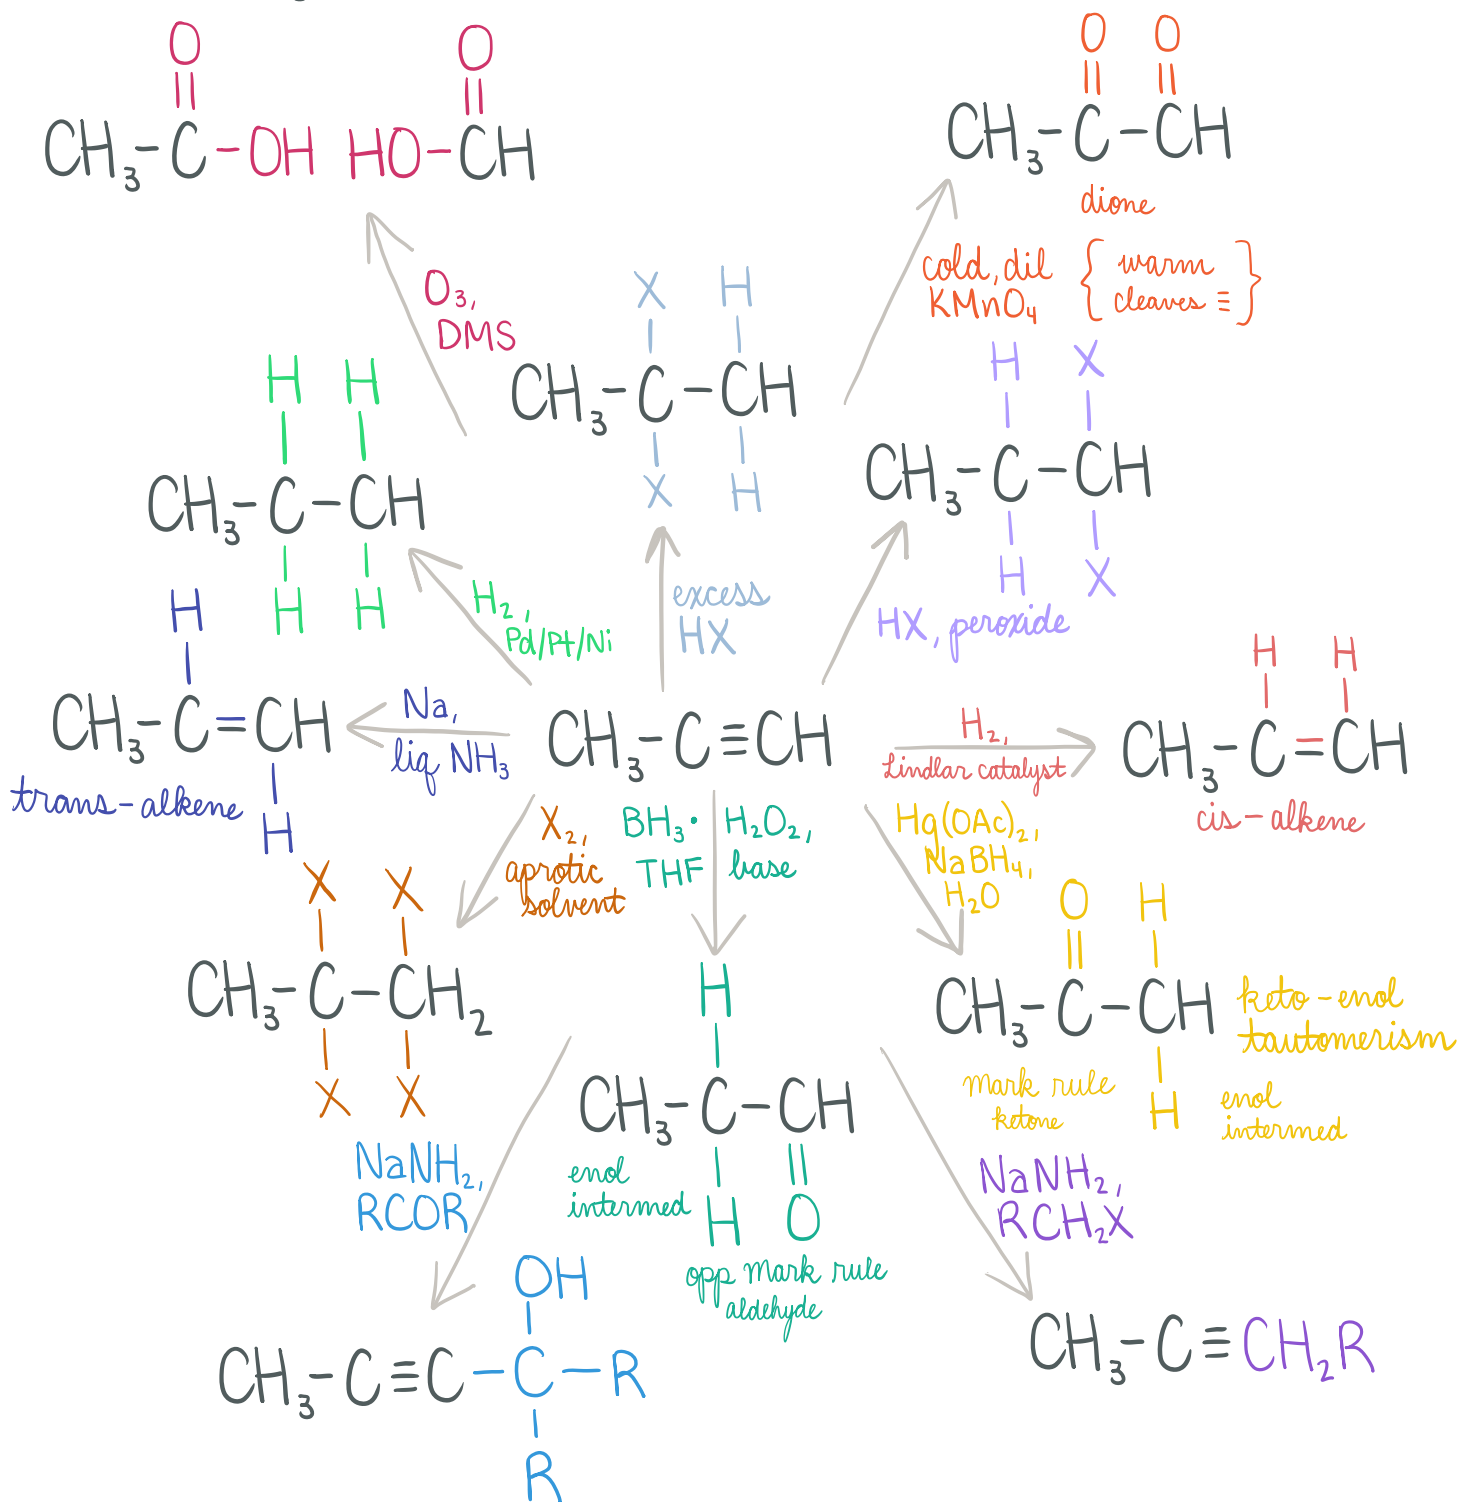 O O
CH₃-C-OH HO-CH
O₃,
DMS
O O
CH₃-C-CH
dione
cold, dil
KMnO₄
{ warm
cleaves ≡ }
X H
CH₃-C-CH
X H
excess
HX
H X
CH₃-C-CH
H X
HX, peroxide
H H
CH₃-C-CH
H H
H₂,
Pd/Pt/Ni
H
CH₃-C=CH
H
trans-alkene
Na,
liq NH₃
CH₃-C≡CH
H₂,
Lindlar catalyst
H H
CH₃-C=CH
cis-alkene
X₂,
aprotic
solvent
X X
CH₃-C-CH₂
X X
BH₃· H₂O₂,
THF base
H
CH₃-C-CH
H O
enol
intermed
opp mark rule
aldehyde
Hg(OAc)₂,
NaBH₄,
H₂O
O H
CH₃-C-CH
H
keto-enol
tautomerism
mark rule
ketone
enol
intermed
NaNH₂,
RCOR
OH
CH₃-C≡C-C-R
R
NaNH₂,
RCH₂X
CH₃-C≡CH₂R